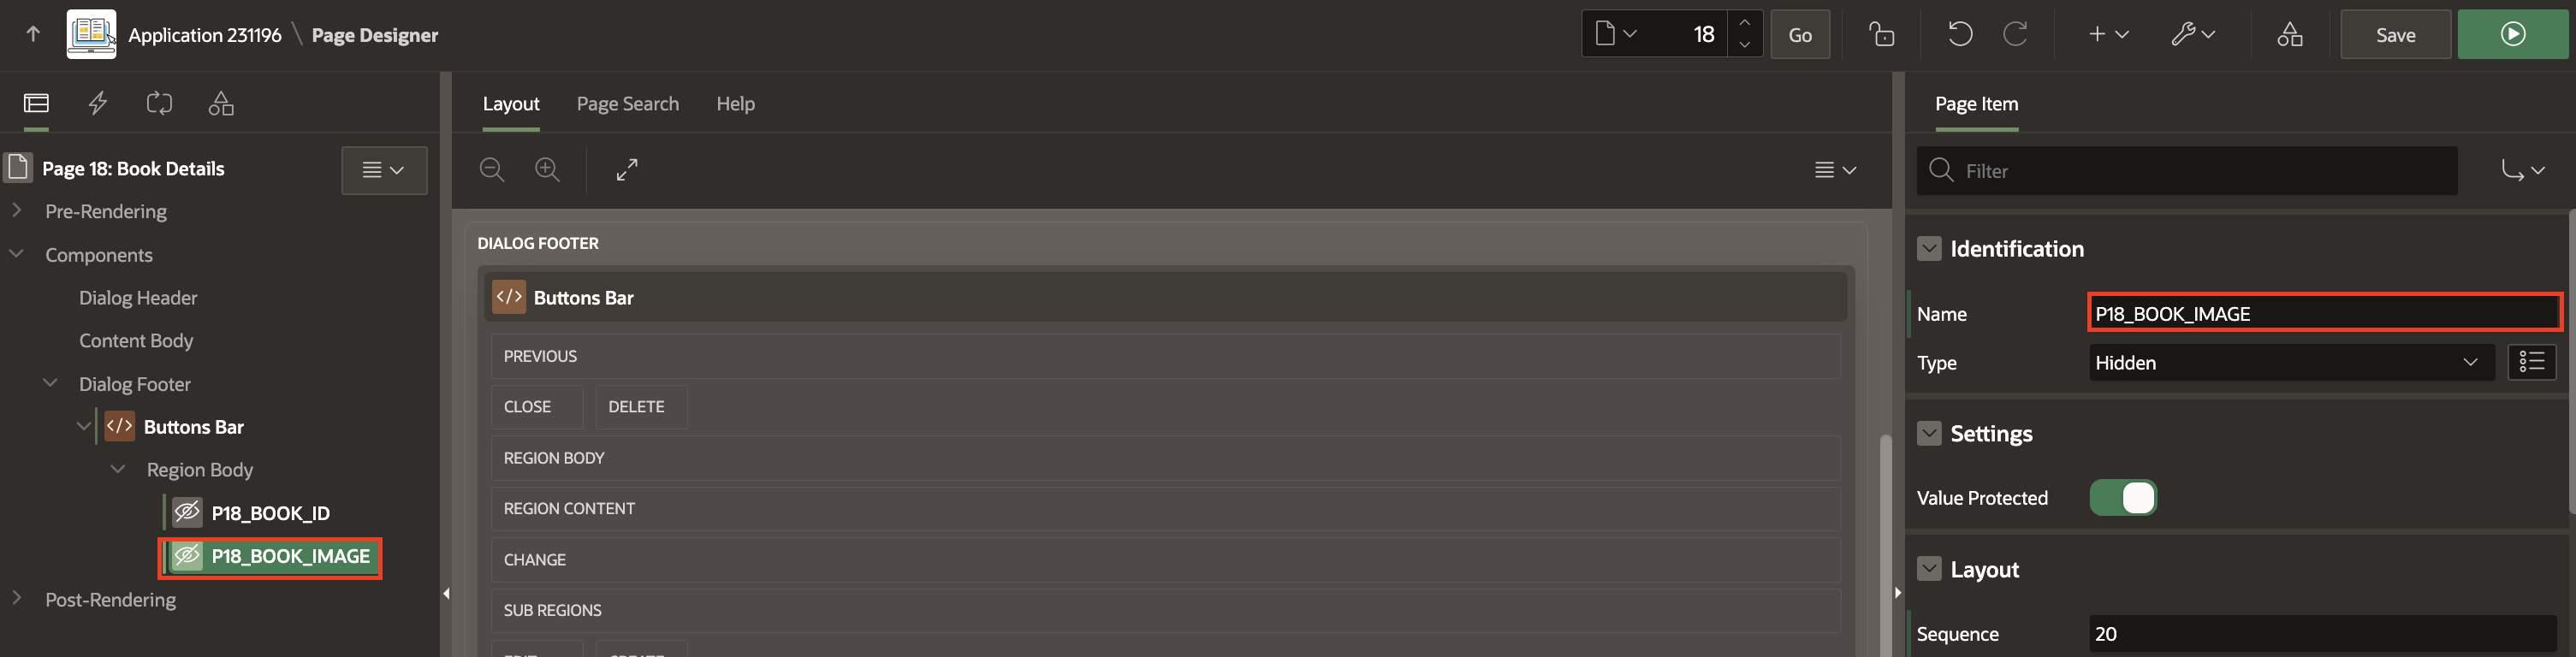 Application 231196 \ Page Designer
18
Go
Save
Layout
Page Search
Help
Page Item
Page 18: Book Details
Filter
Pre-Rendering
Components
Dialog Header
Content Body
Dialog Footer
Buttons Bar
Region Body
P18_BOOK_ID
P18_BOOK_IMAGE
Post-Rendering
DIALOG FOOTER
</> Buttons Bar
PREVIOUS
CLOSE
DELETE
REGION BODY
REGION CONTENT
CHANGE
SUB REGIONS
EDIT
CREATE
Identification
Name
P18_BOOK_IMAGE
Type
Hidden
Settings
Value Protected
Layout
Sequence
20